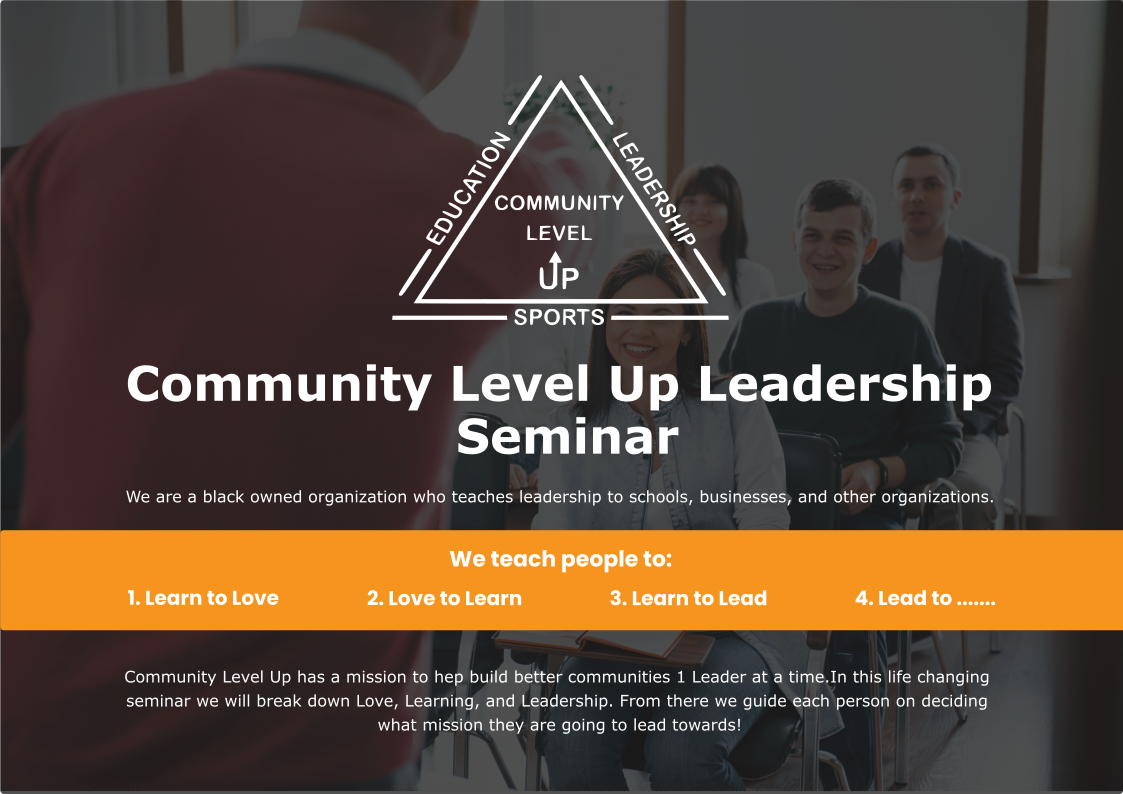 EDUCATION
LEADERSHIP
COMMUNITY
LEVEL
UP
SPORTS
Community Level Up Leadership
Seminar
We are a black owned organization who teaches leadership to schools, businesses, and other organizations.
We teach people to:
1. Learn to Love 2. Love to Learn 3. Learn to Lead 4. Lead to .......
Community Level Up has a mission to hep build better communities 1 Leader at a time.In this life changing
seminar we will break down Love, Learning, and Leadership. From there we guide each person on deciding
what mission they are going to lead towards!